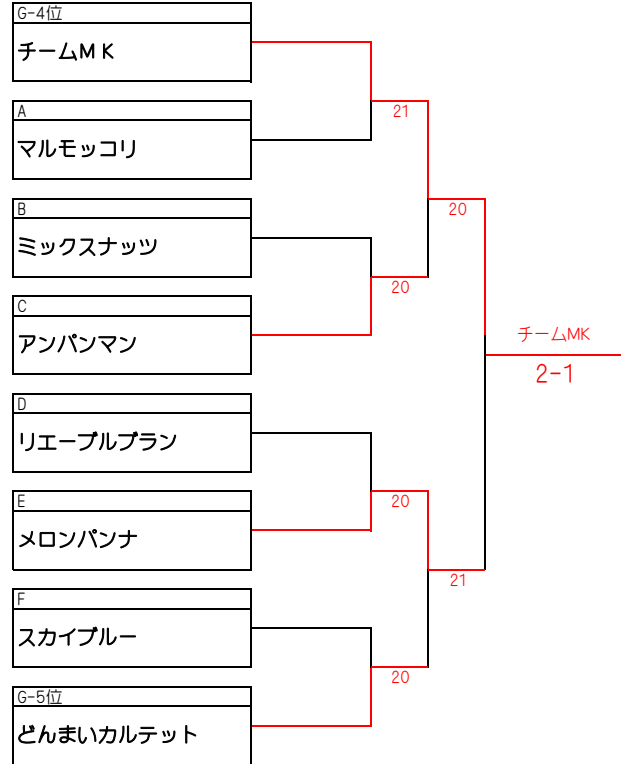 G-4位
チームMK
A
マルモッコリ
21
B
ミックスナッツ
20
C
アンパンマン
20
チームMK
2-1
D
リエーブルブラン
E
メロンパンナ
20
F
スカイブルー
21
G-5位
どんまいカルテット
20